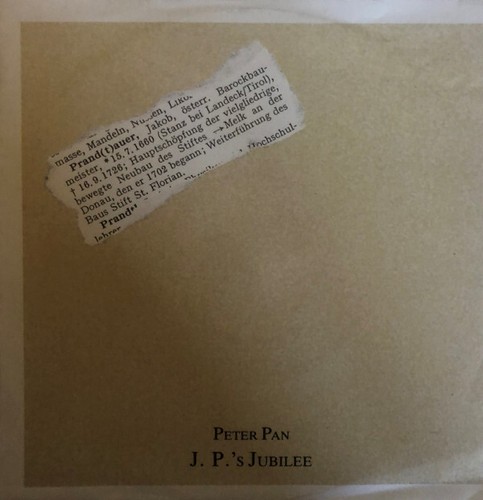 masse, Mandeln,
Prand(t)auer, Jakob, österr. Barockbau-
meister, *15.7.1660 (Stanz bei Landeck/Tirol),
† 16.9.1726; Hauptschöpfung der vielgliedrige,
bewegte Neubau des Stiftes → Melk an der
Donau, den er 1702 begann; Weiterführung des
Baus Stift St. Florian,
Hochschul-
PETER PAN
J. P.'S JUBILEE